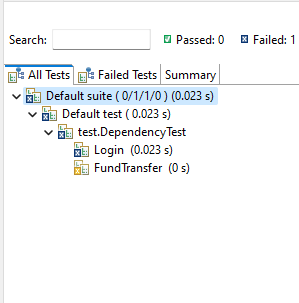 Search: Passed: 0 Failed: 1
All Tests Failed Tests Summary
Default suite ( 0/1/1/0 ) (0.023 s)
Default test ( 0.023 s)
test.DependencyTest
Login (0.023 s)
FundTransfer (0 s)